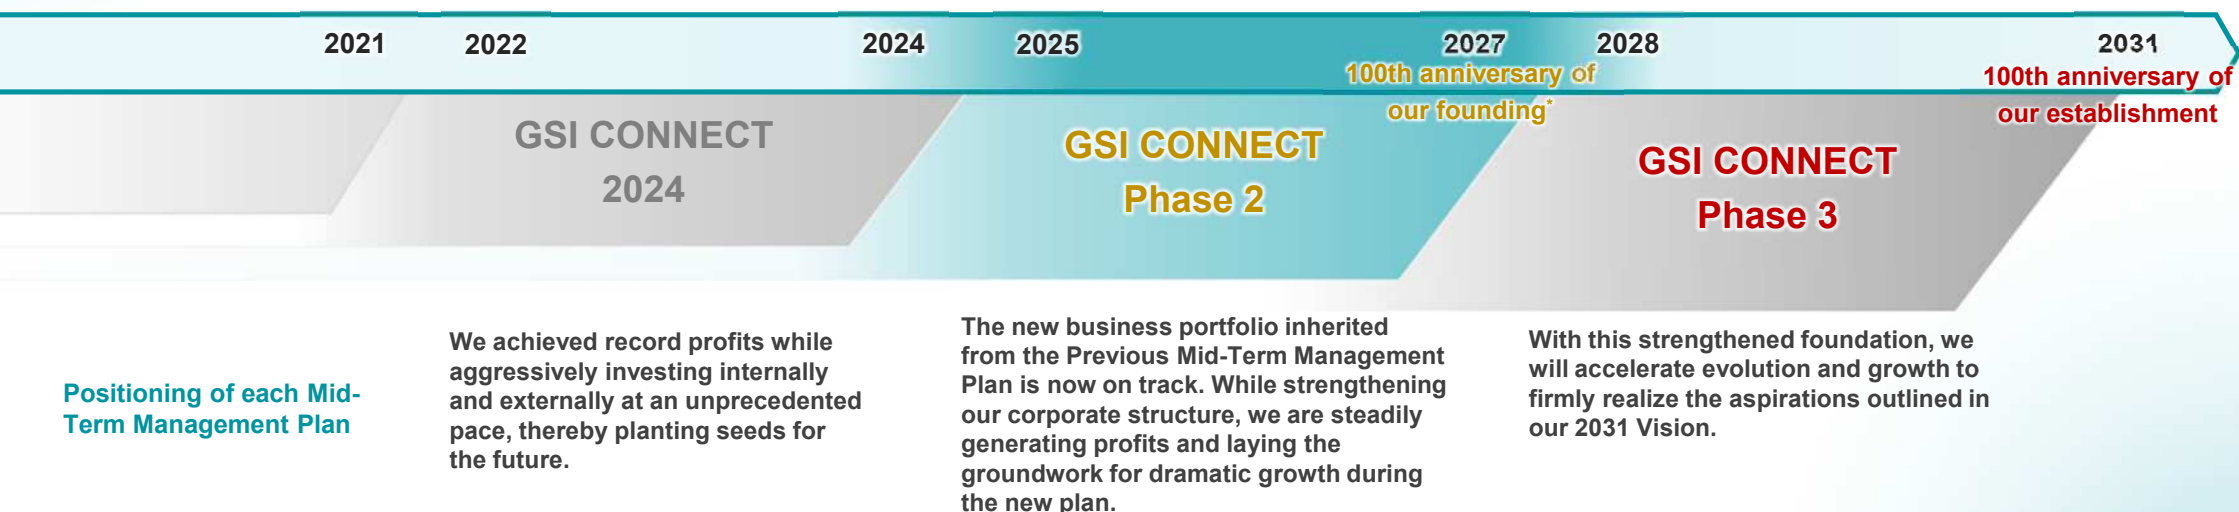 2021
2022
2024
2025
2027
100th anniversary of
our founding*
2028
2031
100th anniversary of
our establishment
GSI CONNECT
2024
GSI CONNECT
Phase 2
GSI CONNECT
Phase 3
Positioning of each Mid-
Term Management Plan
We achieved record profits while
aggressively investing internally
and externally at an unprecedented
pace, thereby planting seeds for
the future.
The new business portfolio inherited
from the Previous Mid-Term Management
Plan is now on track. While strengthening
our corporate structure, we are steadily
generating profits and laying the
groundwork for dramatic growth during
the new plan.
With this strengthened foundation, we
will accelerate evolution and growth to
firmly realize the aspirations outlined in
our 2031 Vision.